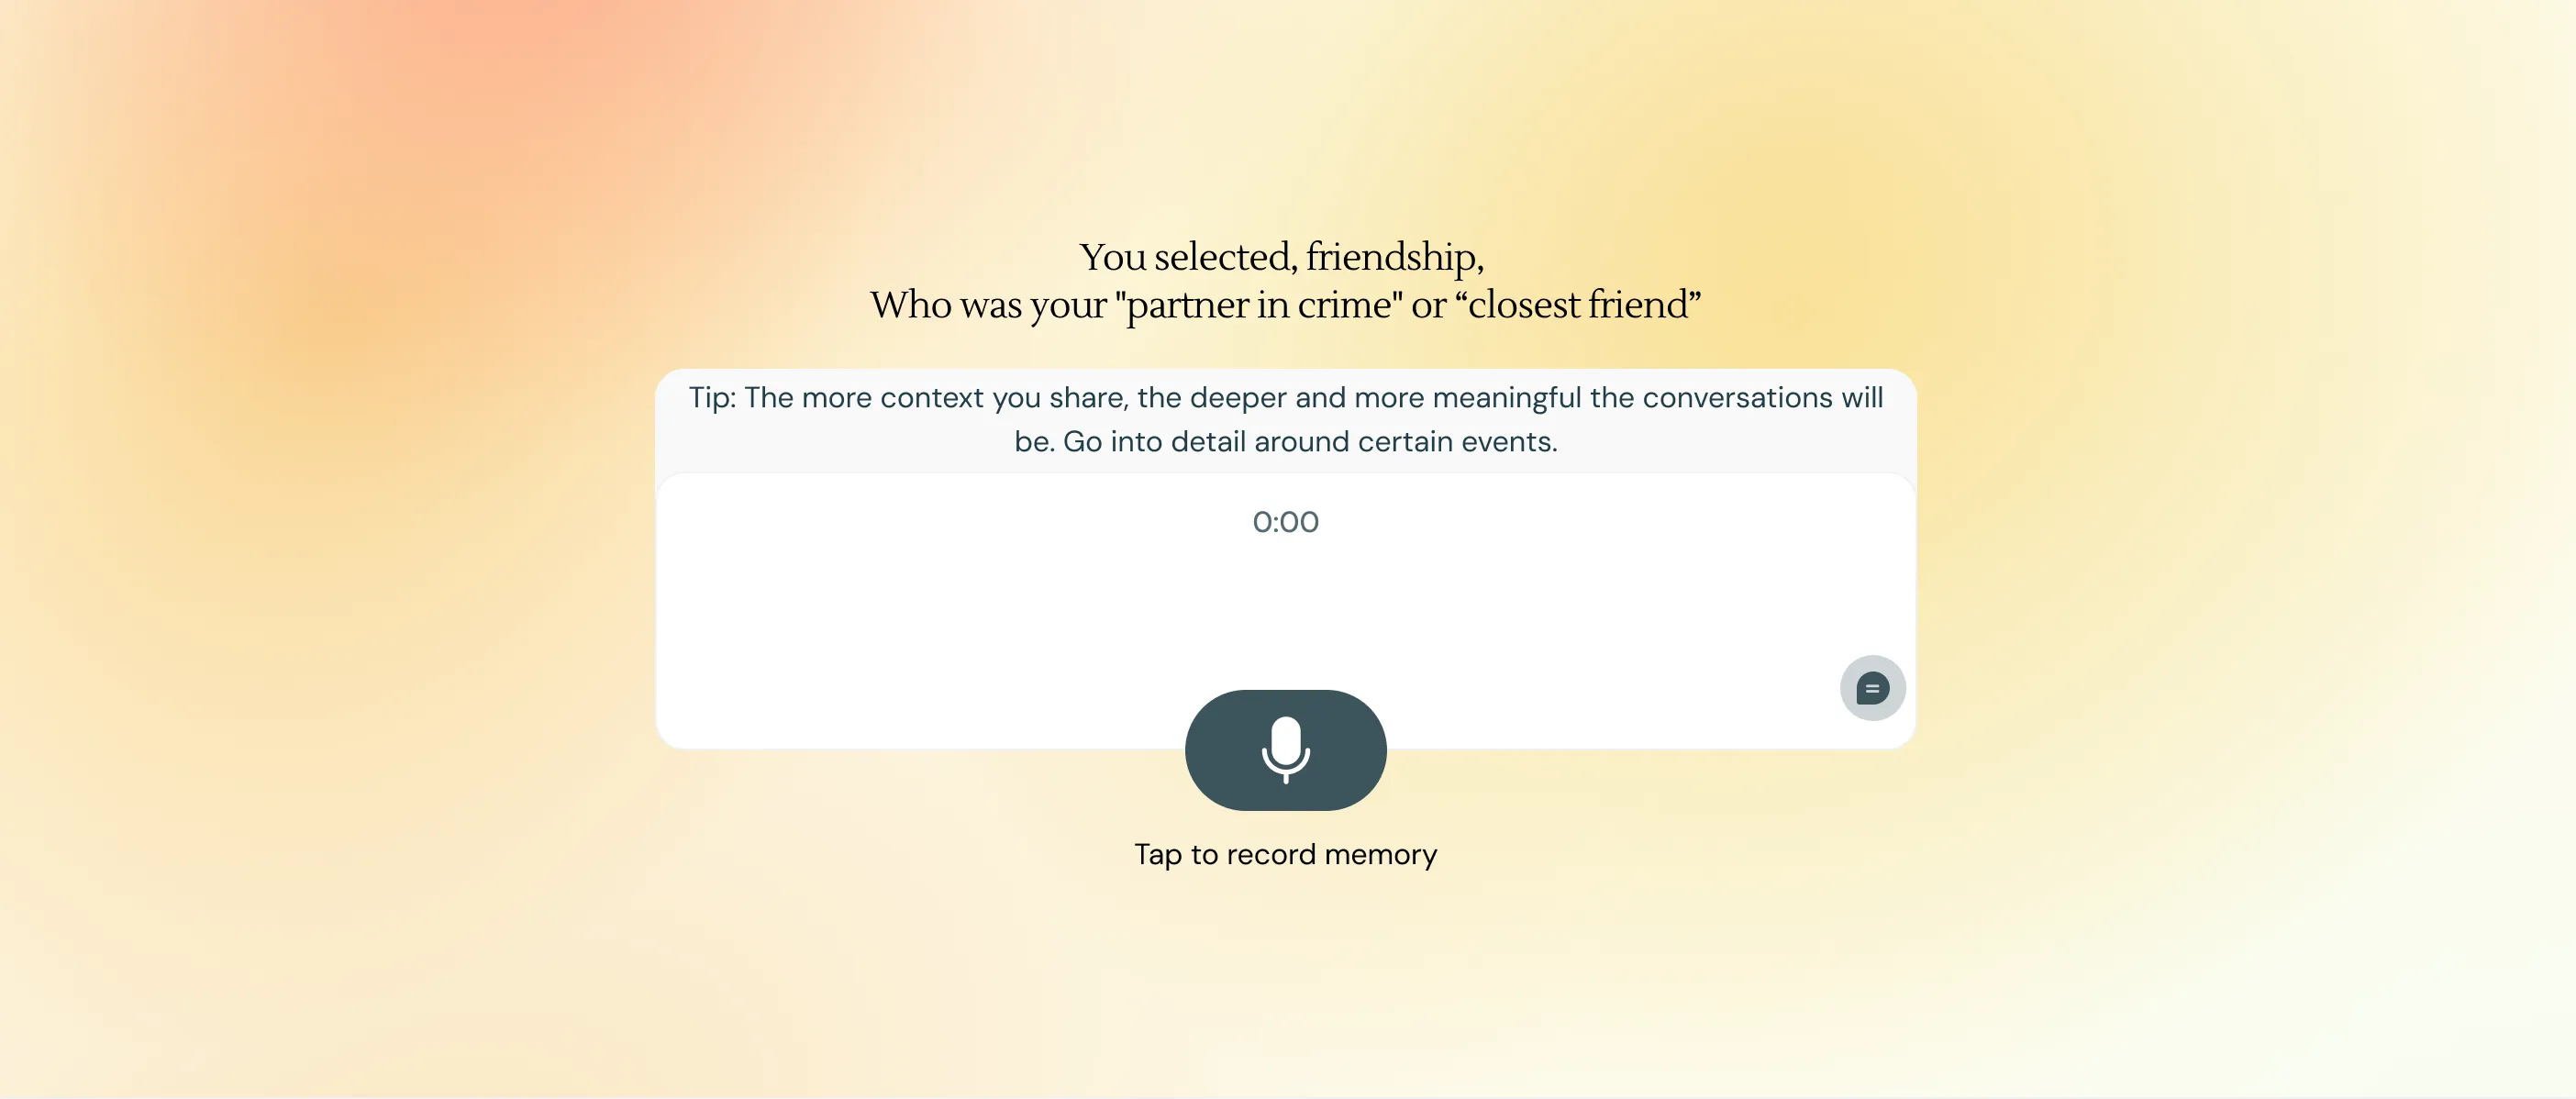 You selected, friendship,
Who was your "partner in crime" or “closest friend”
Tip: The more context you share, the deeper and more meaningful the conversations will
be. Go into detail around certain events.
0:00
Tap to record memory